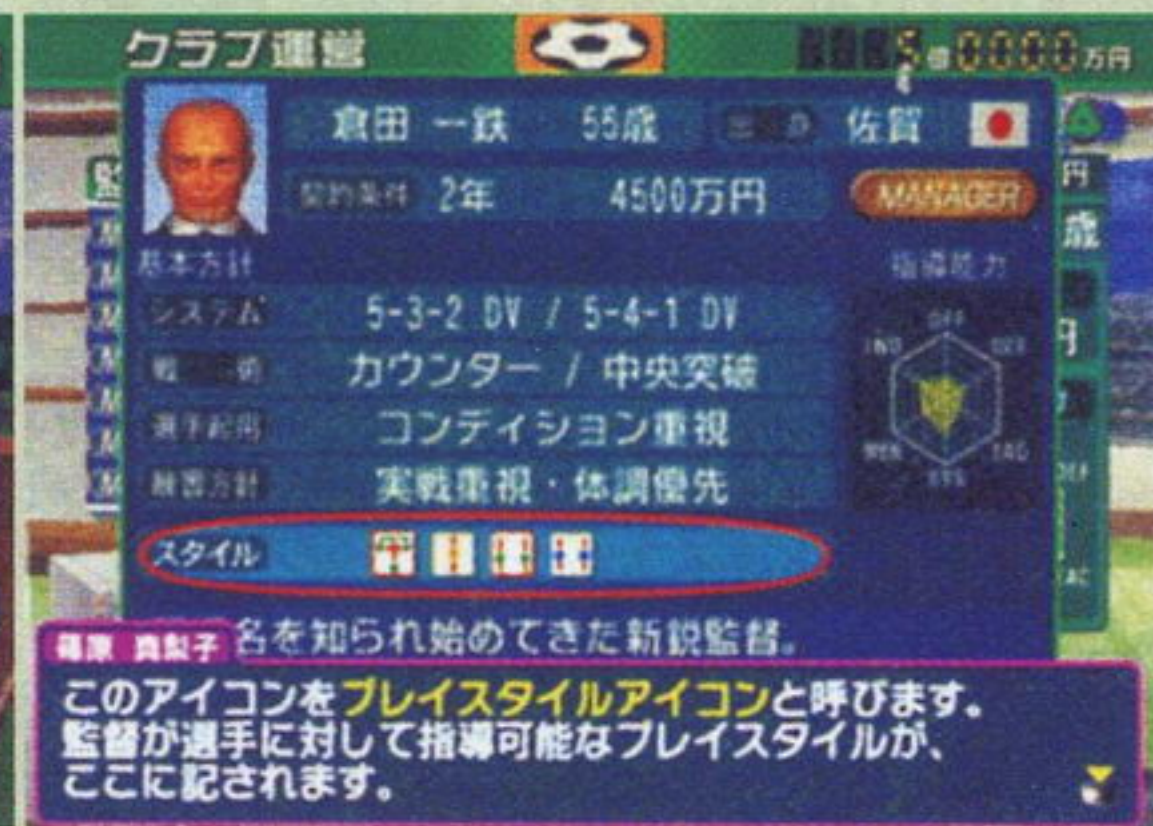 クラブ運営
5億0000万円
倉田 一鉄 55歳 出身 佐賀
契約条件 2年 4500万円 MANAGER
基本方針 指導能力
システム 5-3-2 DV / 5-4-1 DV
戦術 カウンター / 中央突破
選手起用 コンディション重視
練習方針 実戦重視・体調優先
スタイル
名を知られ始めてきた新鋭監督。
篠原 真梨子
このアイコンをプレイスタイルアイコンと呼びます。
監督が選手に対して指導可能なプレイスタイルが、
ここに記されます。
円
歳
円